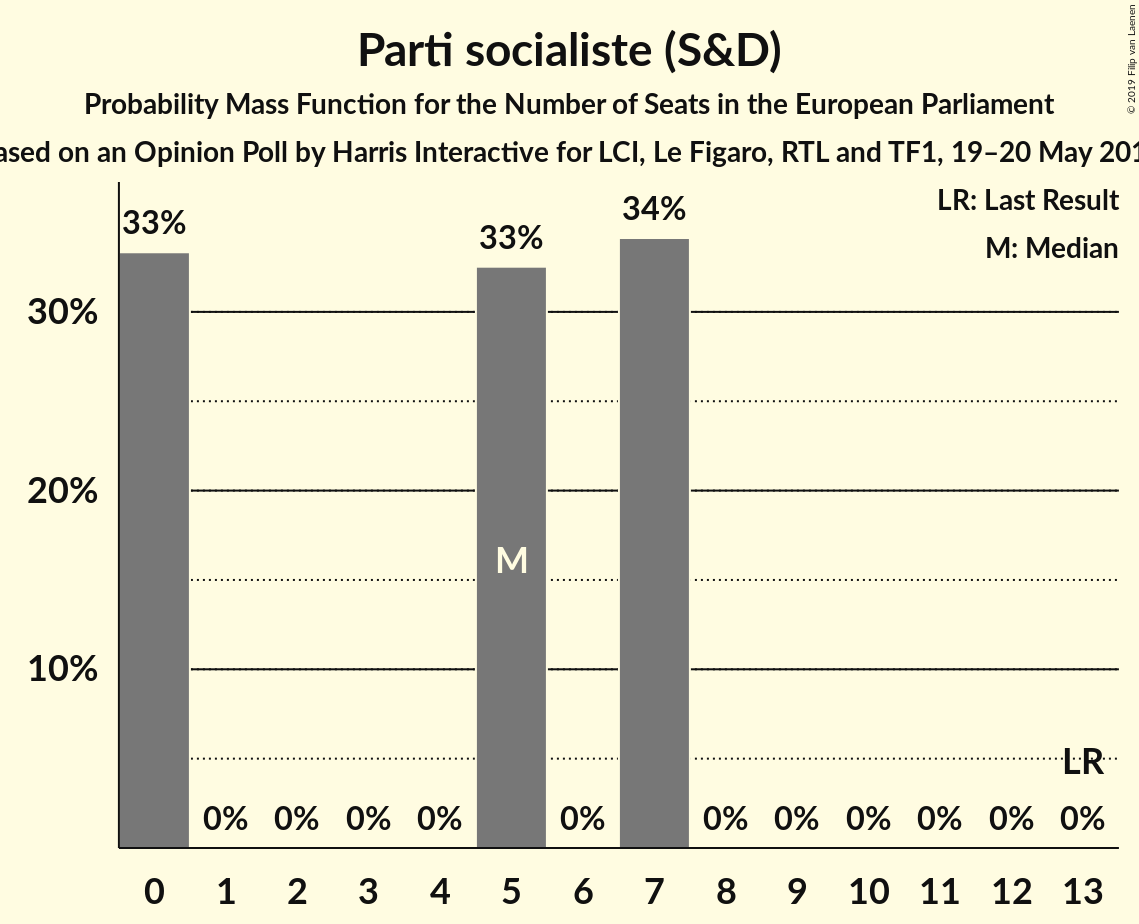 Parti socialiste (S&D)
Probability Mass Function for the Number of Seats in the European Parliament
ased on an Opinion Poll by Harris Interactive for LCI, Le Figaro, RTL and TF1, 19–20 May 201
© 2019 Filip van Laenen
LR: Last Result
M: Median
33% 33% 34%
30%
20%
10%
M
LR
0% 0% 0% 0% 0% 0% 0% 0% 0% 0% 0%
0 1 2 3 4 5 6 7 8 9 10 11 12 13